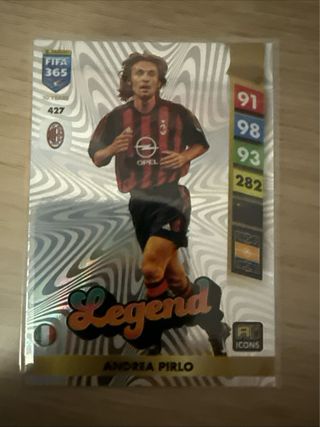 FIFA
365
427
91
98
93
282
OPEL
Legend
ICONS
ANDREA PIRLO